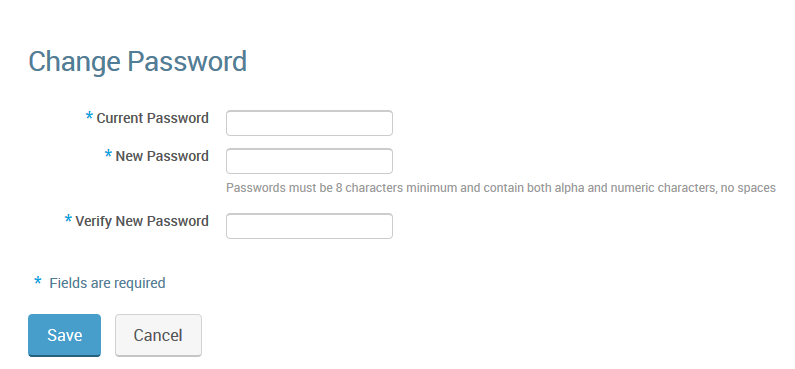 Change Password
* Current Password
* New Password
Passwords must be 8 characters minimum and contain both alpha and numeric characters, no spaces
* Verify New Password
* Fields are required
Save Cancel